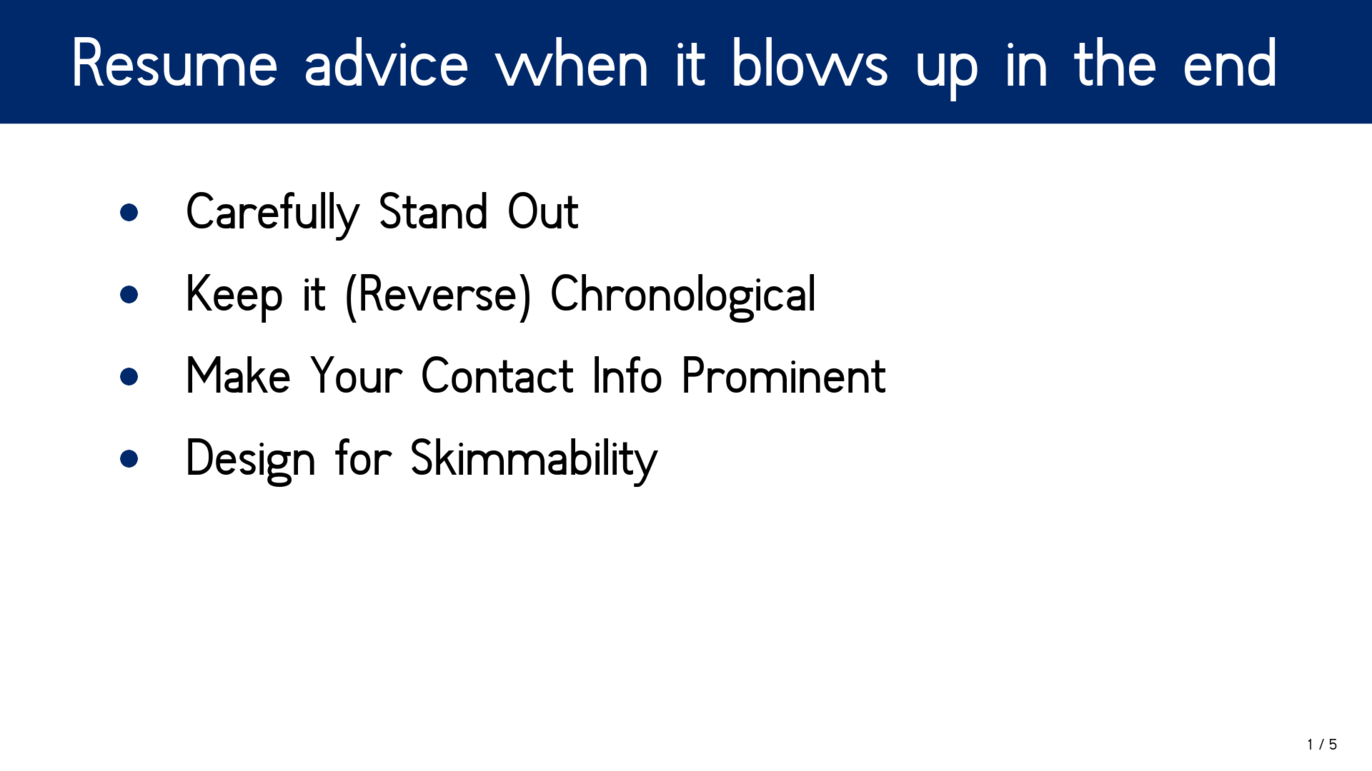 Resume advice when it blows up in the end
Carefully Stand Out
Keep it (Reverse) Chronological
Make Your Contact Info Prominent
Design for Skimmability
1 / 5